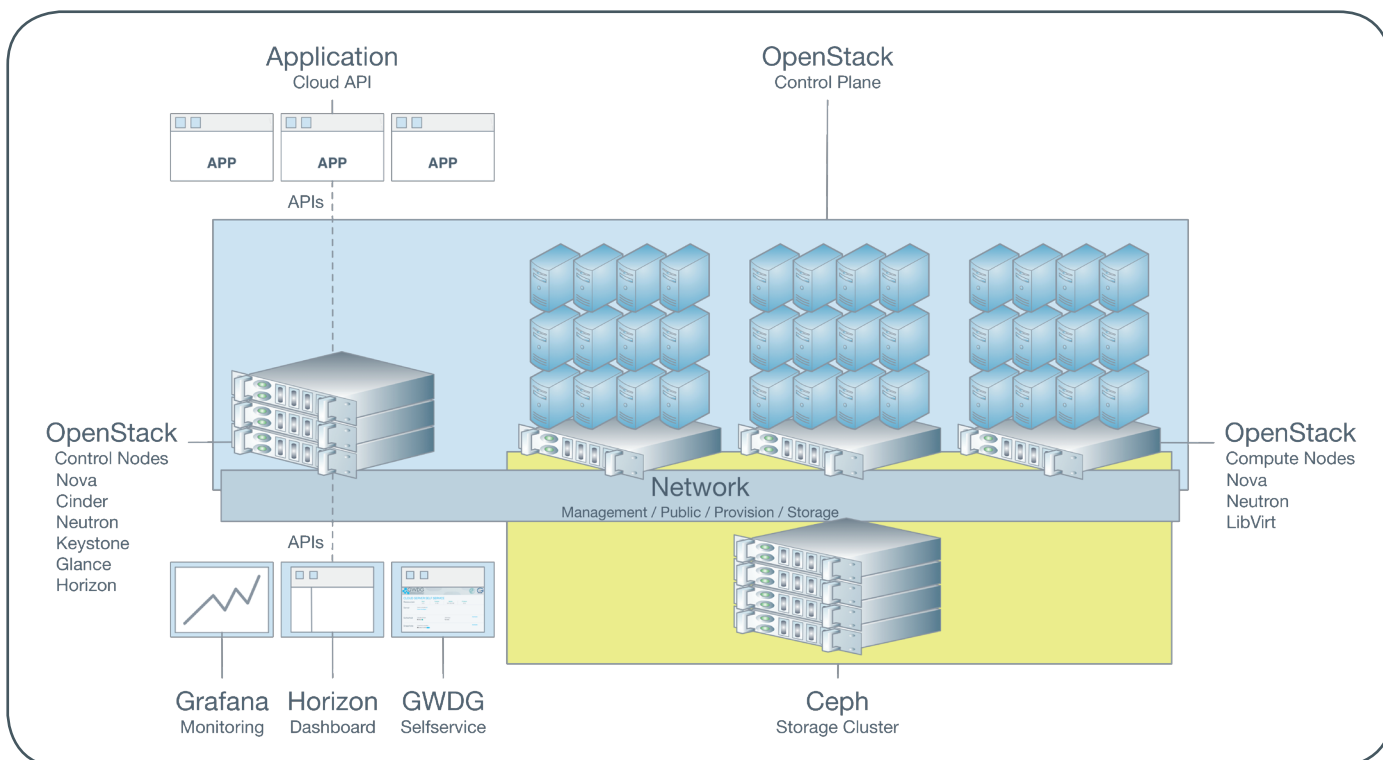 Application
Cloud API
OpenStack
Control Plane
APP
APP
APP
APIs
OpenStack
Control Nodes
Nova
Cinder
Neutron
Keystone
Glance
Horizon
OpenStack
Compute Nodes
Nova
Neutron
LibVirt
Network
Management / Public / Provision / Storage
APIs
GWDG
Grafana
Monitoring
Horizon
Dashboard
GWDG
Selfservice
Ceph
Storage Cluster